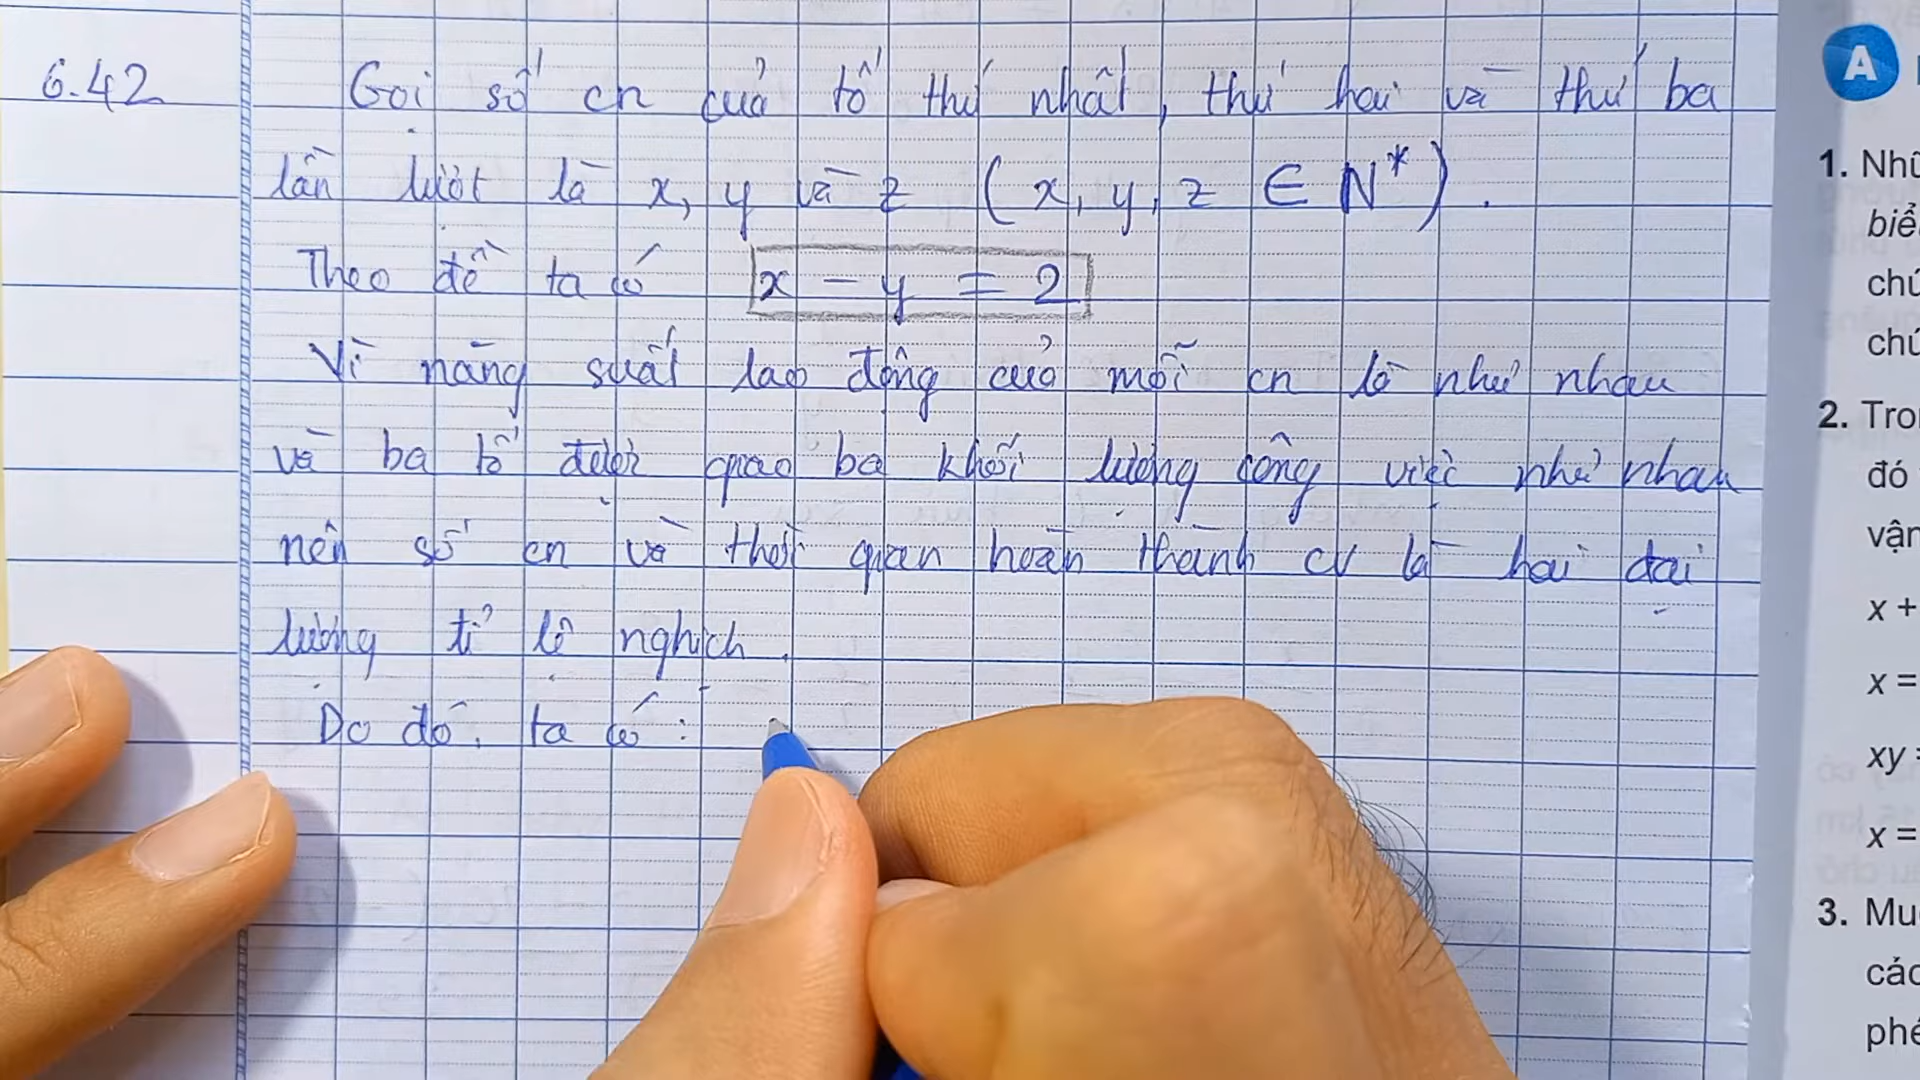 6.42 Gọi số cn của tổ thứ nhất, thứ hai và thứ ba
lần lượt là x, y và z (x, y, z ∈ N*).
Theo đề ta có x - y = 2
Vì năng suất lao động của mỗi cn là như nhau
và ba tổ được giao ba khối lượng công việc như nhau
nên số cn và thời gian hoàn thành cv là hai đại
lượng tỉ lệ nghịch.
Do đó, ta có:
A
1. Nhữ
biể
chú
chú
2. Tro
đó
vận
x +
x =
xy =
x =
3. Mu
các
phé